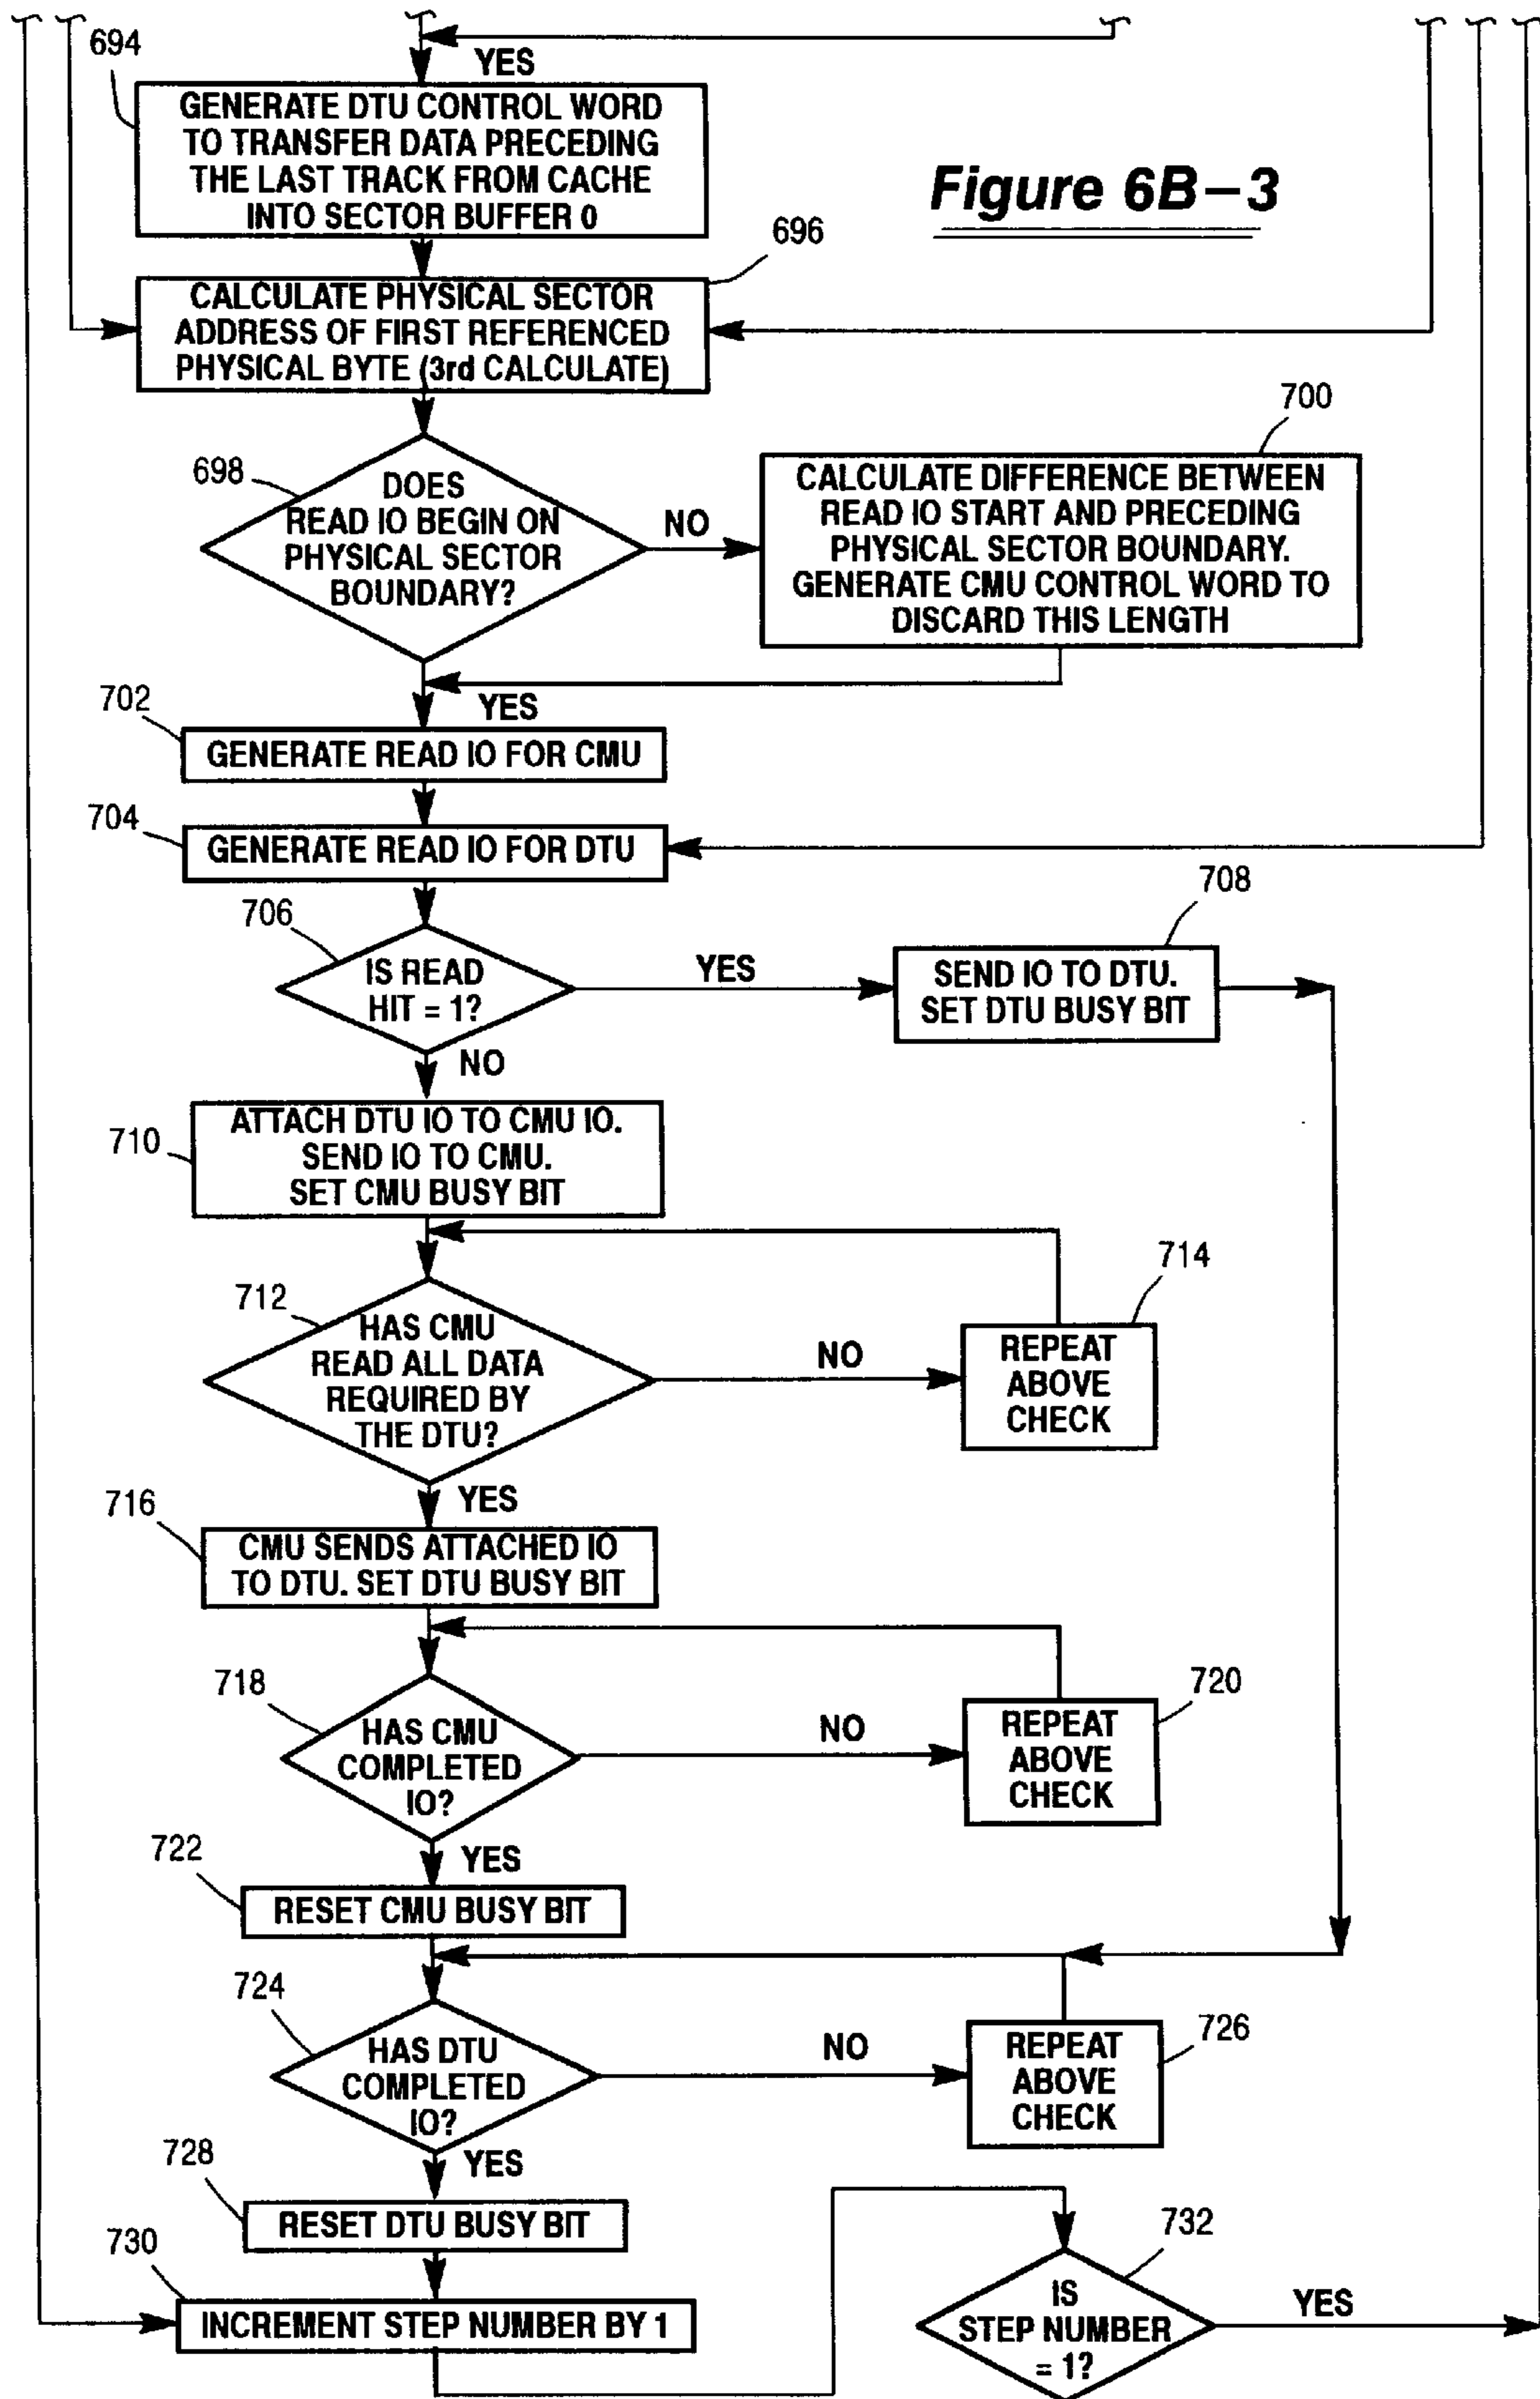 694
YES
GENERATE DTU CONTROL WORD
TO TRANSFER DATA PRECEDING
THE LAST TRACK FROM CACHE
INTO SECTOR BUFFER 0
Figure 6B-3
696
CALCULATE PHYSICAL SECTOR
ADDRESS OF FIRST REFERENCED
PHYSICAL BYTE (3rd CALCULATE)
698
DOES
READ IO BEGIN ON
PHYSICAL SECTOR
BOUNDARY?
NO
700
CALCULATE DIFFERENCE BETWEEN
READ IO START AND PRECEDING
PHYSICAL SECTOR BOUNDARY.
GENERATE CMU CONTROL WORD TO
DISCARD THIS LENGTH
YES
702
GENERATE READ IO FOR CMU
704
GENERATE READ IO FOR DTU
706
IS READ
HIT = 1?
YES
708
SEND IO TO DTU.
SET DTU BUSY BIT
NO
710
ATTACH DTU IO TO CMU IO.
SEND IO TO CMU.
SET CMU BUSY BIT
712
HAS CMU
READ ALL DATA
REQUIRED BY
THE DTU?
NO
714
REPEAT
ABOVE
CHECK
YES
716
CMU SENDS ATTACHED IO
TO DTU. SET DTU BUSY BIT
718
HAS CMU
COMPLETED
IO?
NO
720
REPEAT
ABOVE
CHECK
YES
722
RESET CMU BUSY BIT
724
HAS DTU
COMPLETED
IO?
NO
726
REPEAT
ABOVE
CHECK
YES
728
RESET DTU BUSY BIT
730
INCREMENT STEP NUMBER BY 1
732
IS
STEP NUMBER
= 1?
YES